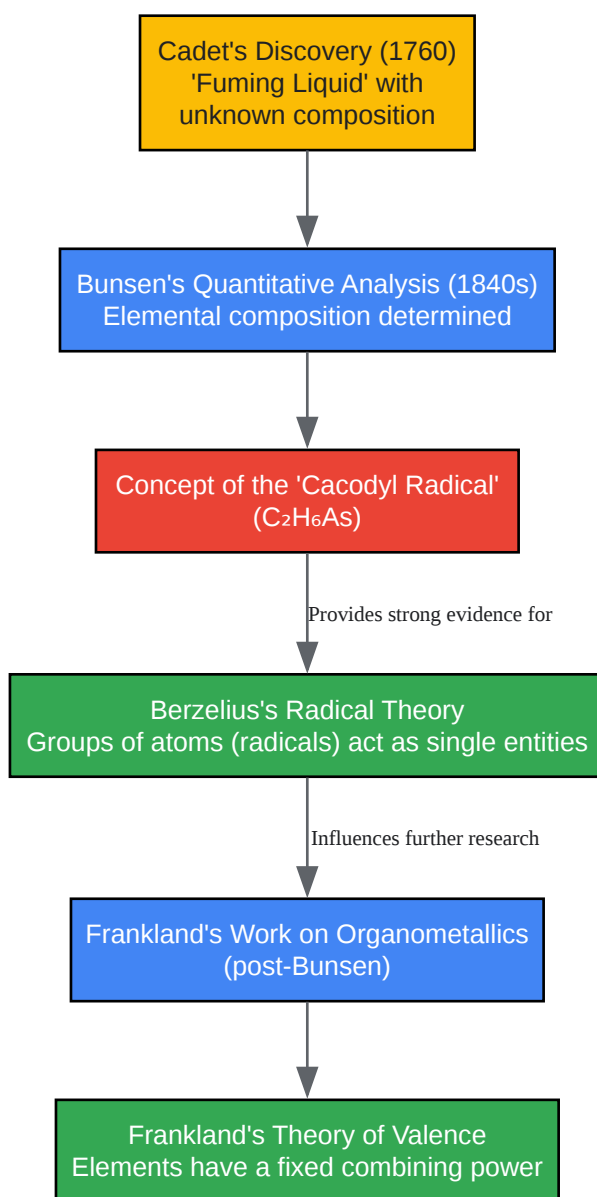 Cadet's Discovery (1760)
'Fuming Liquid' with
unknown composition
Bunsen's Quantitative Analysis (1840s)
Elemental composition determined
Concept of the 'Cacodyl Radical'
(C₂H₆As)
Provides strong evidence for
Berzelius's Radical Theory
Groups of atoms (radicals) act as single entities
Influences further research
Frankland's Work on Organometallics
(post-Bunsen)
Frankland's Theory of Valence
Elements have a fixed combining power